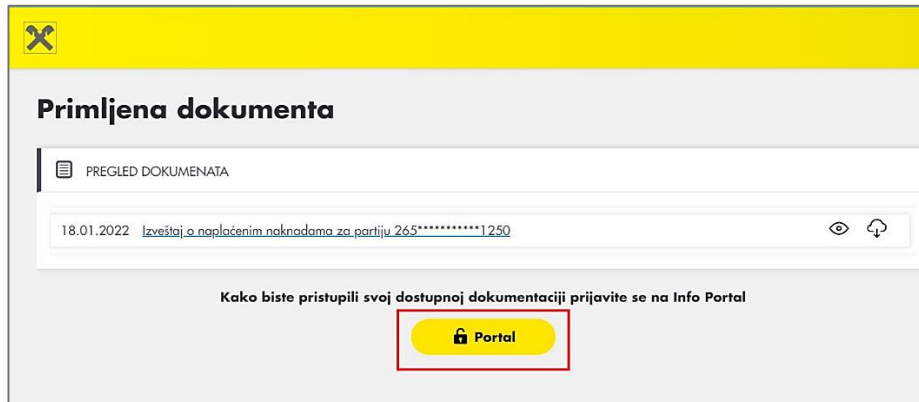 Primljena dokumenta
PREGLED DOKUMENATA
18.01.2022 Izveštaj o naplaćenim naknadama za partiju 265***********1250
Kako biste pristupili svoj dostupnoj dokumentaciji prijavite se na Info Portal
Portal